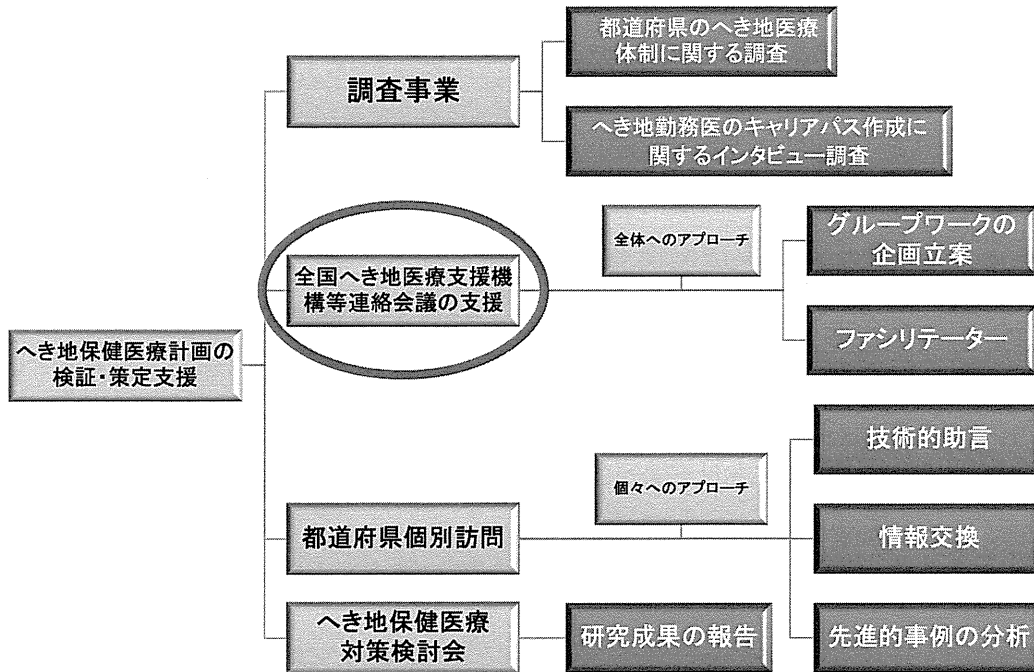 都道府県のへき地医療
体制に関する調査
調査事業
へき地勤務医のキャリアパス作成に
関するインタビュー調査
全体へのアプローチ
グループワークの
企画立案
全国へき地医療支援機
構等連絡会議の支援
ファシリテーター
へき地保健医療計画の
検証・策定支援
技術的助言
個々へのアプローチ
都道府県個別訪問
情報交換
へき地保健医療
対策検討会
研究成果の報告
先進的事例の分析